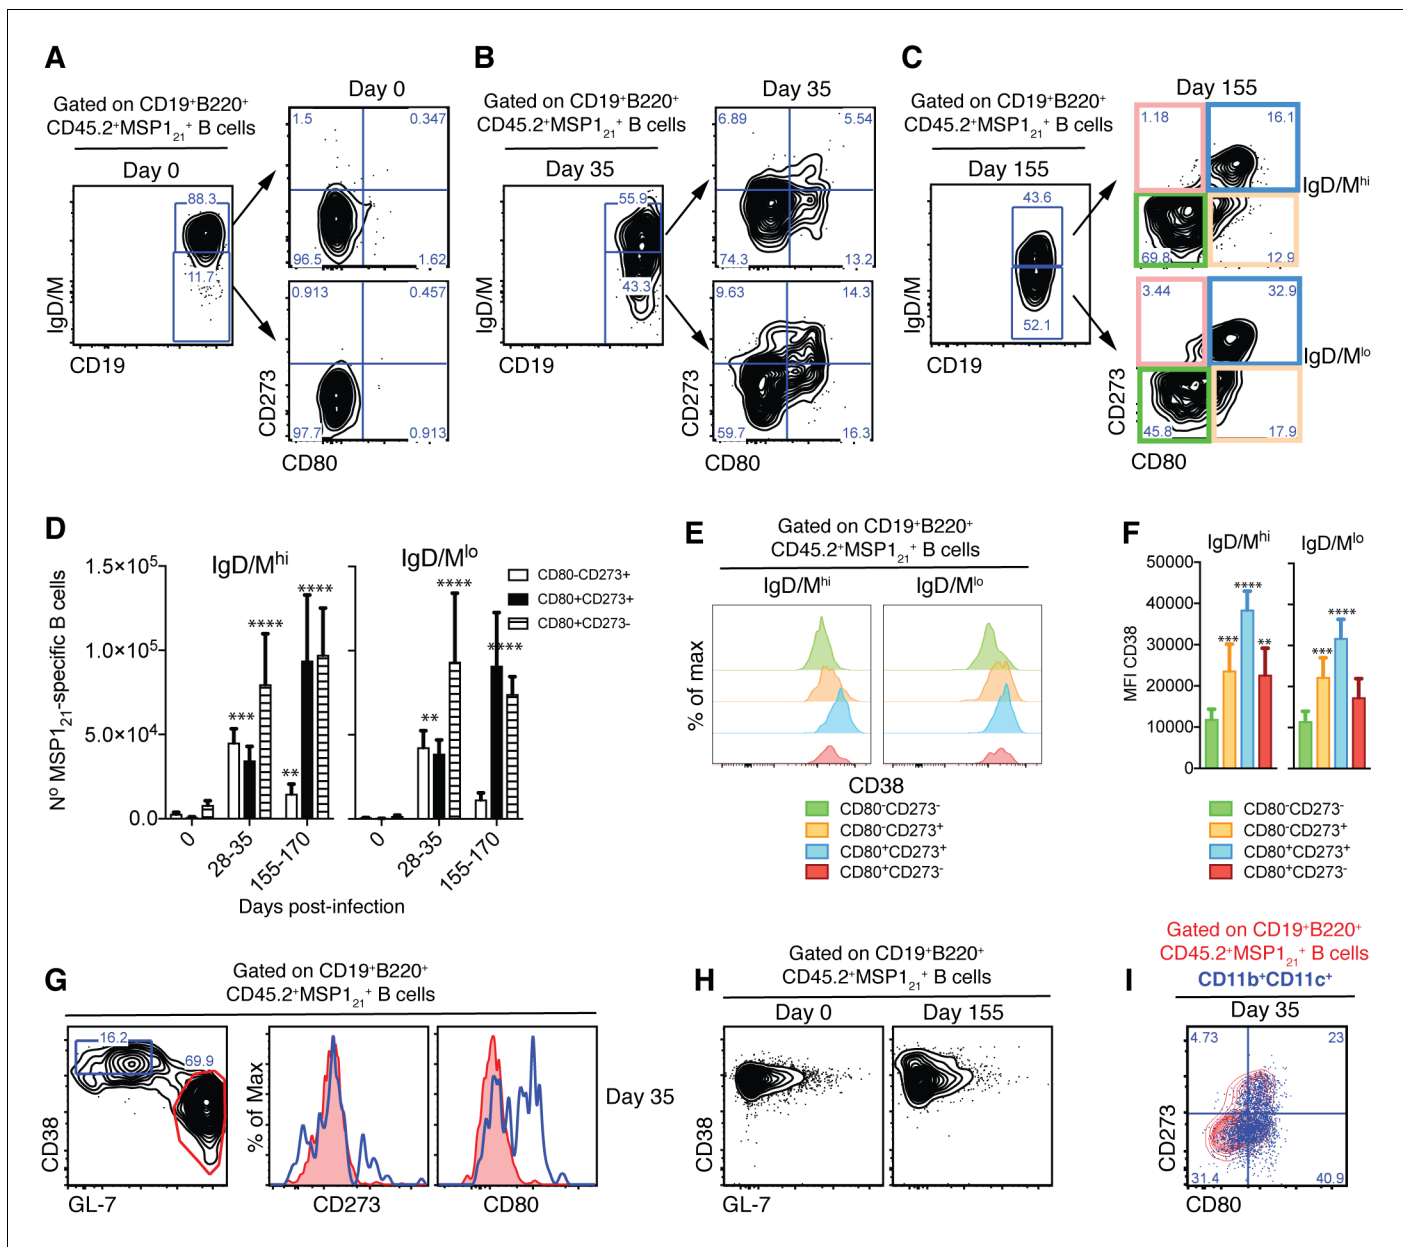 A
Gated on CD19⁺B220⁺
CD45.2⁺MSP1₂₁⁺ B cells
Day 0
88.3
11.7
IgD/M
CD19
Day 0
1.5
0.347
96.5
1.62
0.913
0.457
97.7
0.913
CD273
CD80
B
Gated on CD19⁺B220⁺
CD45.2⁺MSP1₂₁⁺ B cells
Day 35
55.9
43.3
IgD/M
CD19
Day 35
6.89
5.54
74.3
13.2
9.63
14.3
59.7
16.3
CD273
CD80
C
Gated on CD19⁺B220⁺
CD45.2⁺MSP1₂₁⁺ B cells
Day 155
43.6
52.1
IgD/M
CD19
Day 155
1.18
16.1
69.8
12.9
IgD/Mʰⁱ
3.44
32.9
45.8
17.9
IgD/Mˡᵒ
CD273
CD80
D
Nº MSP1₂₁-specific B cells
1.5×10⁵
1.0×10⁵
5.0×10⁴
0.0
IgD/Mʰⁱ
***
****
**
****
0
28-35
155-170
IgD/Mˡᵒ
**
****
****
0
28-35
155-170
CD80-CD273+
CD80+CD273+
CD80+CD273-
Days post-infection
E
Gated on CD19⁺B220⁺
CD45.2⁺MSP1₂₁⁺ B cells
IgD/Mʰⁱ
IgD/Mˡᵒ
% of max
CD38
CD80⁻CD273⁻
CD80⁻CD273⁺
CD80⁺CD273⁺
CD80⁺CD273⁻
F
IgD/Mʰⁱ
IgD/Mˡᵒ
MFI CD38
50000
40000
30000
20000
10000
0
***
****
**
***
****
CD80⁻CD273⁻
CD80⁻CD273⁺
CD80⁺CD273⁺
CD80⁺CD273⁻
G
Gated on CD19⁺B220⁺
CD45.2⁺MSP1₂₁⁺ B cells
16.2
69.9
CD38
GL-7
% of Max
CD273
CD80
Day 35
H
Gated on CD19⁺B220⁺
CD45.2⁺MSP1₂₁⁺ B cells
Day 0
Day 155
CD38
GL-7
I
Gated on CD19⁺B220⁺
CD45.2⁺MSP1₂₁⁺ B cells
CD11b⁺CD11c⁺
Day 35
4.73
23
31.4
40.9
CD273
CD80